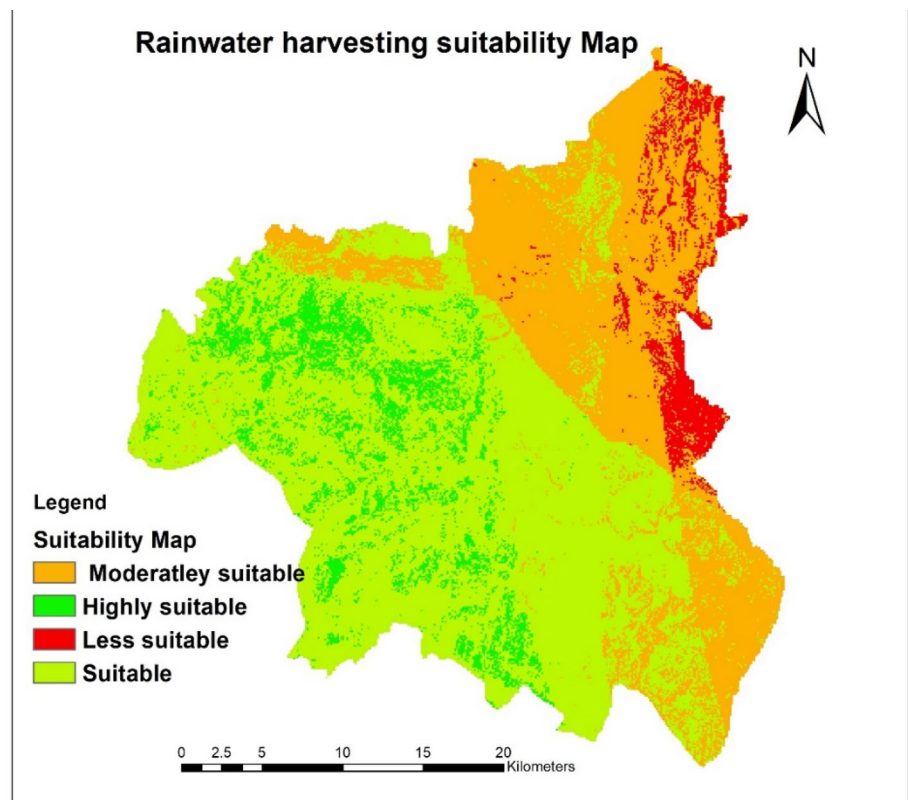 Rainwater harvesting suitability Map
N
Legend
Suitability Map
Moderatley suitable
Highly suitable
Less suitable
Suitable
0 2.5 5 10 15 20
Kilometers